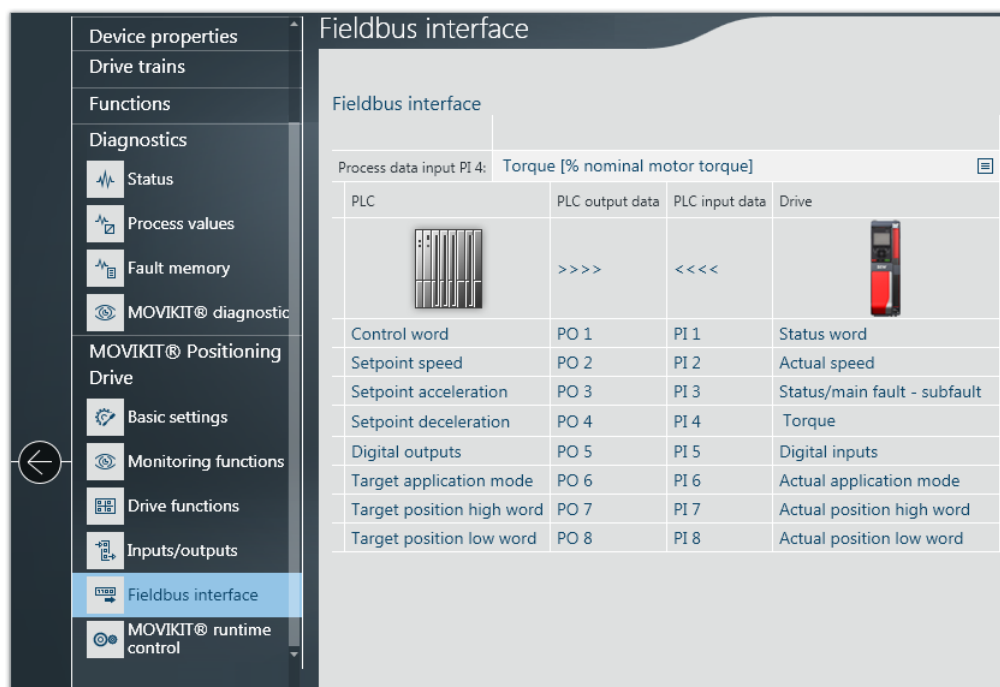 Device properties
Drive trains
Functions
Diagnostics
Status
Process values
Fault memory
MOVIKIT® diagnostic
MOVIKIT® Positioning
Drive
Basic settings
Monitoring functions
Drive functions
Inputs/outputs
Fieldbus interface
MOVIKIT® runtime
control
Fieldbus interface
Fieldbus interface
Process data input PI 4: Torque [% nominal motor torque]
PLC PLC output data PLC input data Drive
>>>> <<<<
Control word PO 1 PI 1 Status word
Setpoint speed PO 2 PI 2 Actual speed
Setpoint acceleration PO 3 PI 3 Status/main fault - subfault
Setpoint deceleration PO 4 PI 4 Torque
Digital outputs PO 5 PI 5 Digital inputs
Target application mode PO 6 PI 6 Actual application mode
Target position high word PO 7 PI 7 Actual position high word
Target position low word PO 8 PI 8 Actual position low word